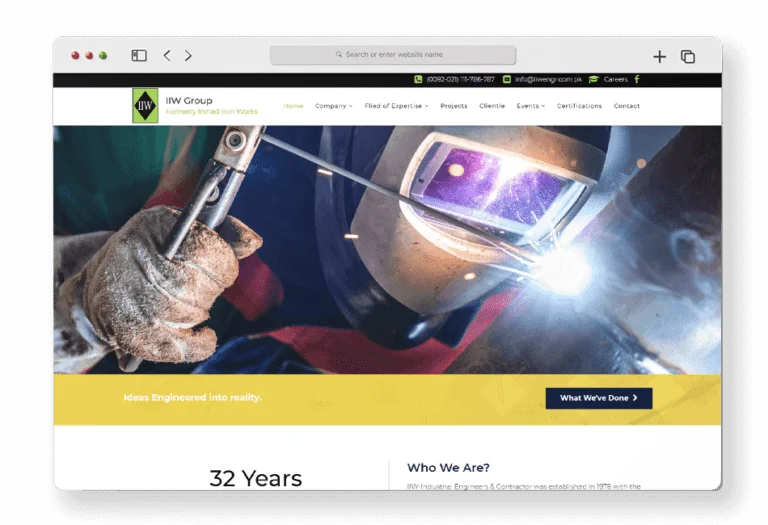 Search or enter website name
(0092-021) 111-786-787 info@iiwengr.com.pk Careers
IIW
IIW Group
Formerly Irshad Iron Works
Home Company Flied of Expertise Projects Clientle Events Certifications Contact
Ideas Engineered into reality.
What We've Done
32 Years
Who We Are?
IIW-Industrial Engineers & Contractor was established in 1978 with the